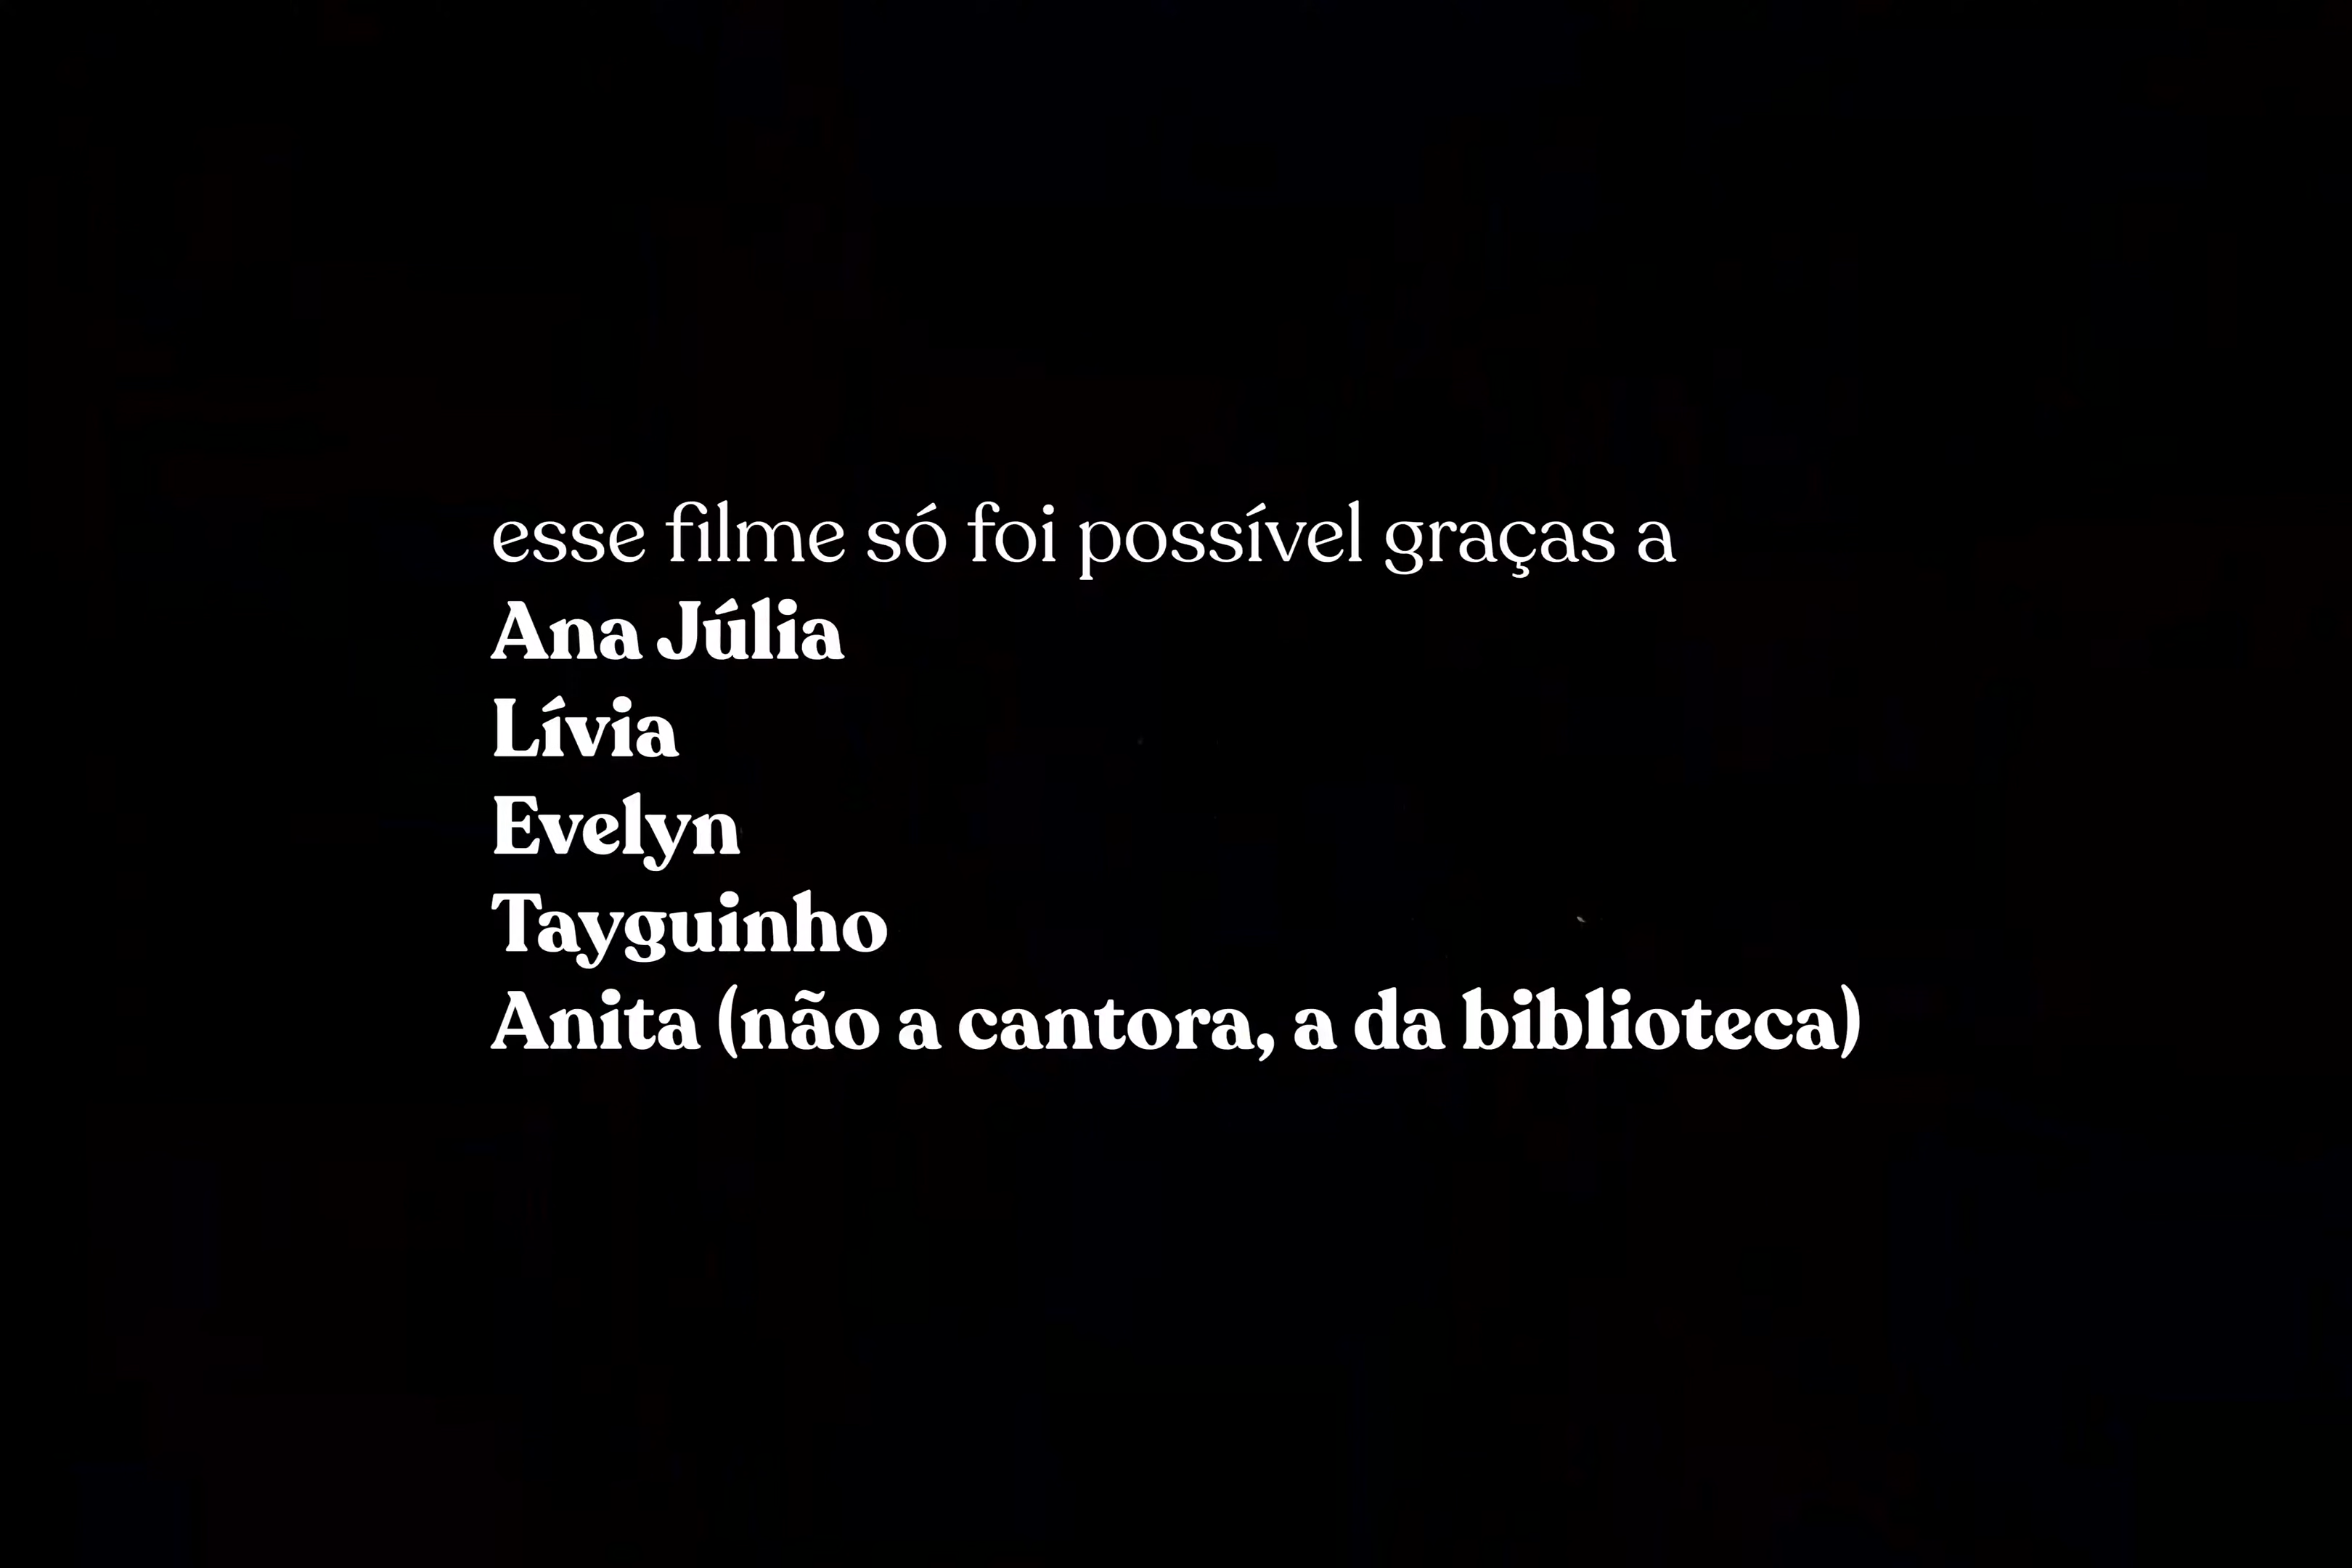 esse filme só foi possível graças a
Ana Júlia
Lívia
Evelyn
Tayguinho
Anita (não a cantora, a da biblioteca)